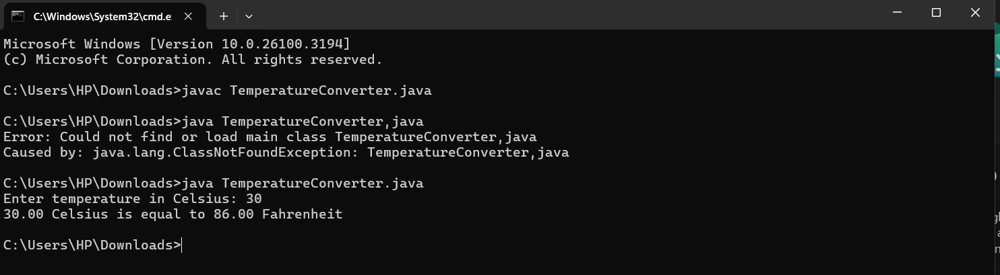 C:\Windows\System32\cmd.e
Microsoft Windows [Version 10.0.26100.3194]
(c) Microsoft Corporation. All rights reserved.
C:\Users\HP\Downloads>javac TemperatureConverter.java
C:\Users\HP\Downloads>java TemperatureConverter,java
Error: Could not find or load main class TemperatureConverter,java
Caused by: java.lang.ClassNotFoundException: TemperatureConverter,java
C:\Users\HP\Downloads>java TemperatureConverter.java
Enter temperature in Celsius: 30
30.00 Celsius is equal to 86.00 Fahrenheit
C:\Users\HP\Downloads>